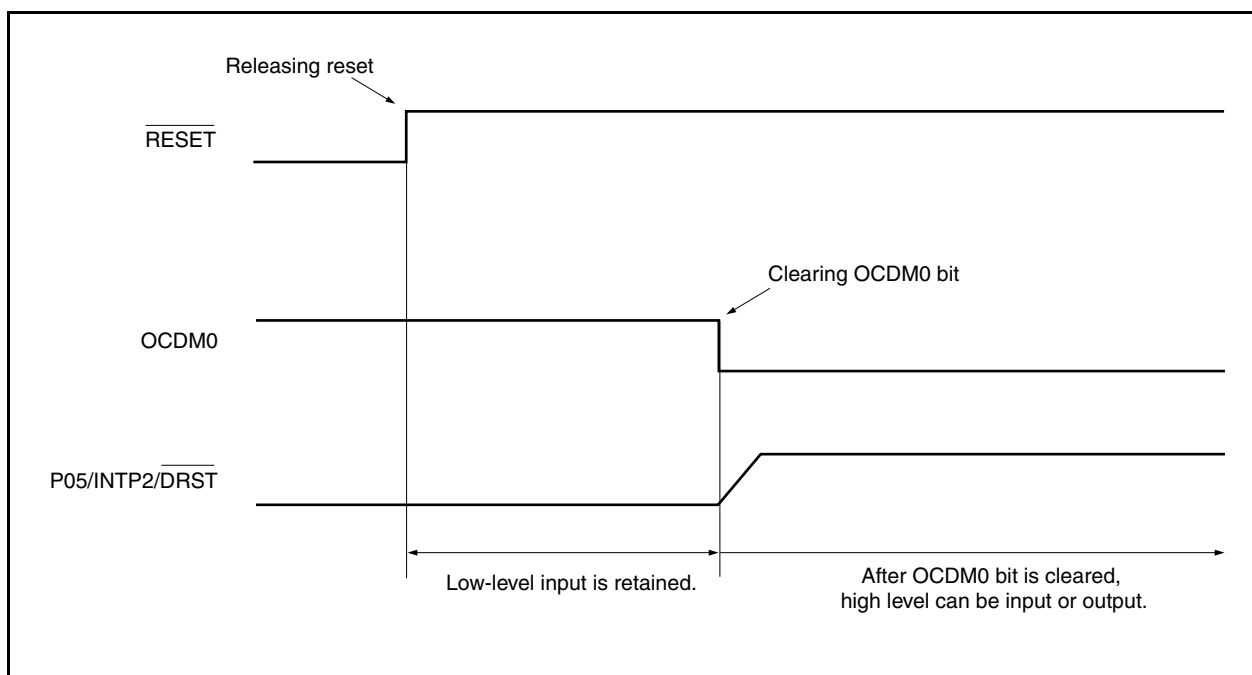 Releasing reset
RESET
Clearing OCDM0 bit
OCDM0
P05/INTP2/DRST
Low-level input is retained.
After OCDM0 bit is cleared,
high level can be input or output.